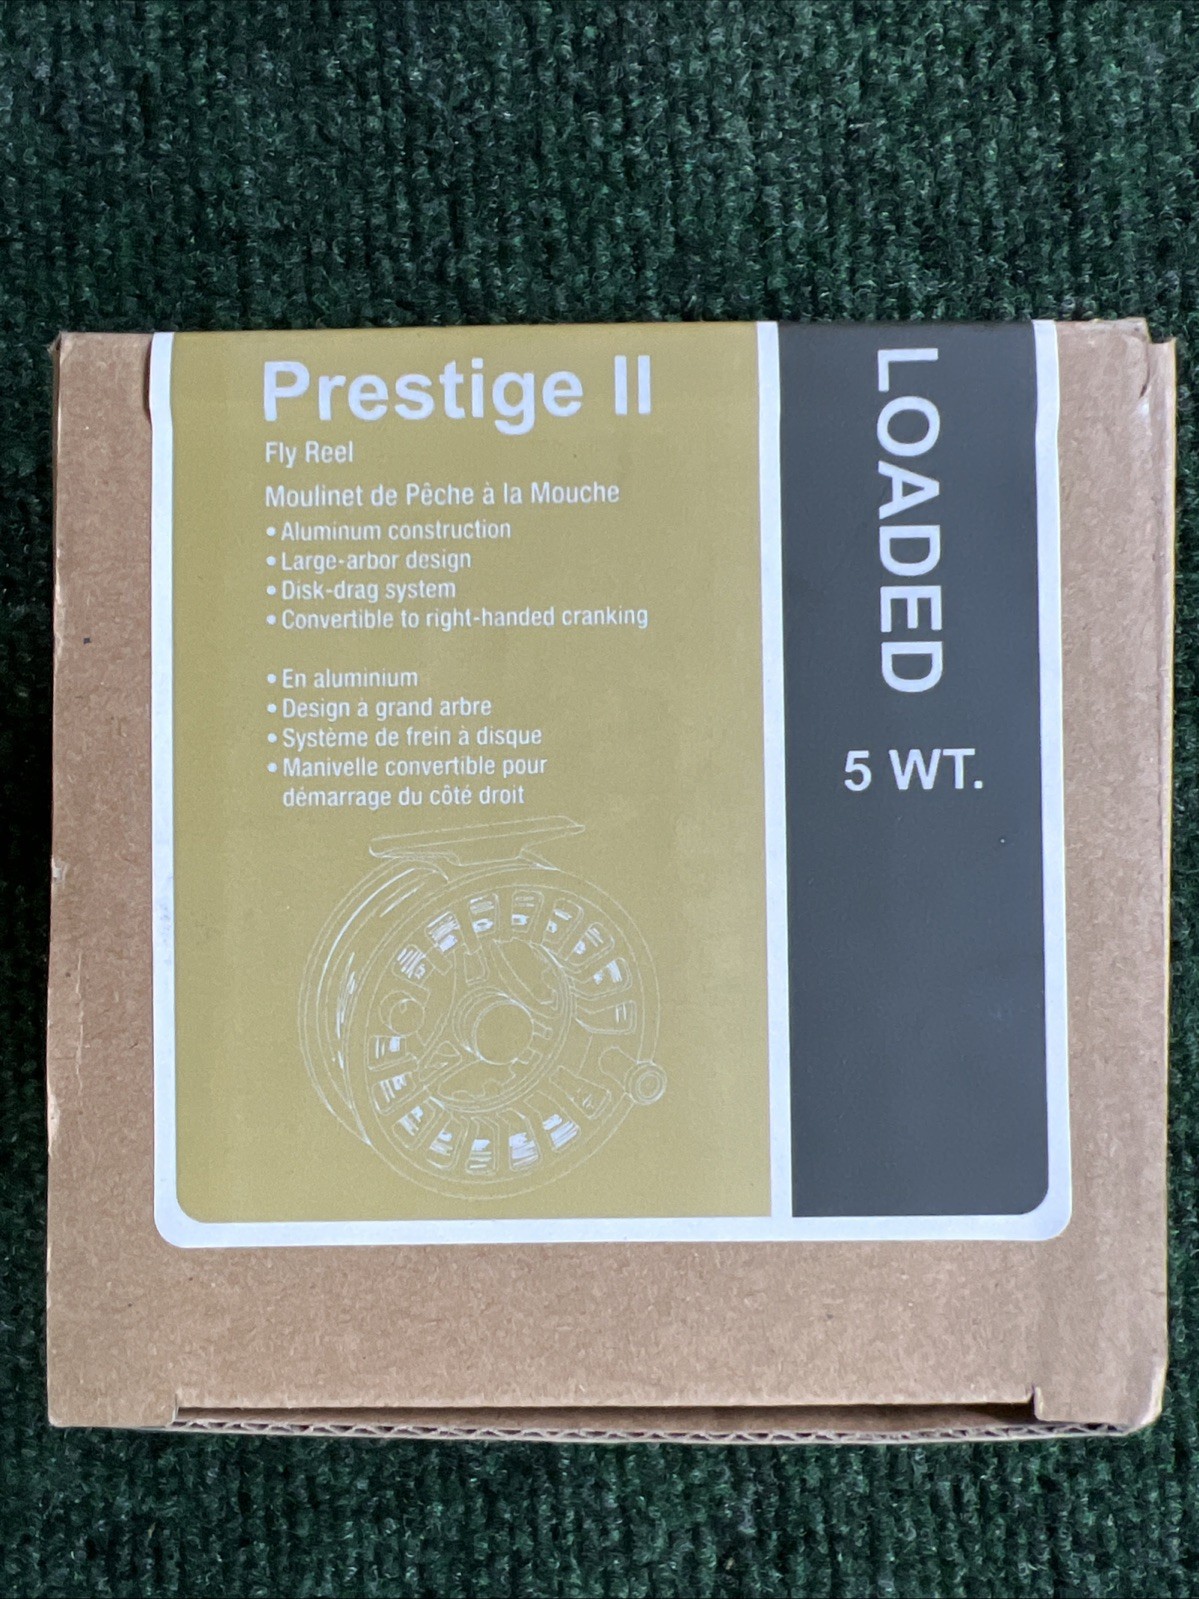 Prestige II
Fly Reel
Moulinet de Pêche à la Mouche
• Aluminum construction
• Large-arbor design
• Disk-drag system
• Convertible to right-handed cranking
• En aluminium
• Design à grand arbre
• Système de frein à disque
• Manivelle convertible pour
démarrage du côté droit
LOADED
5 WT.